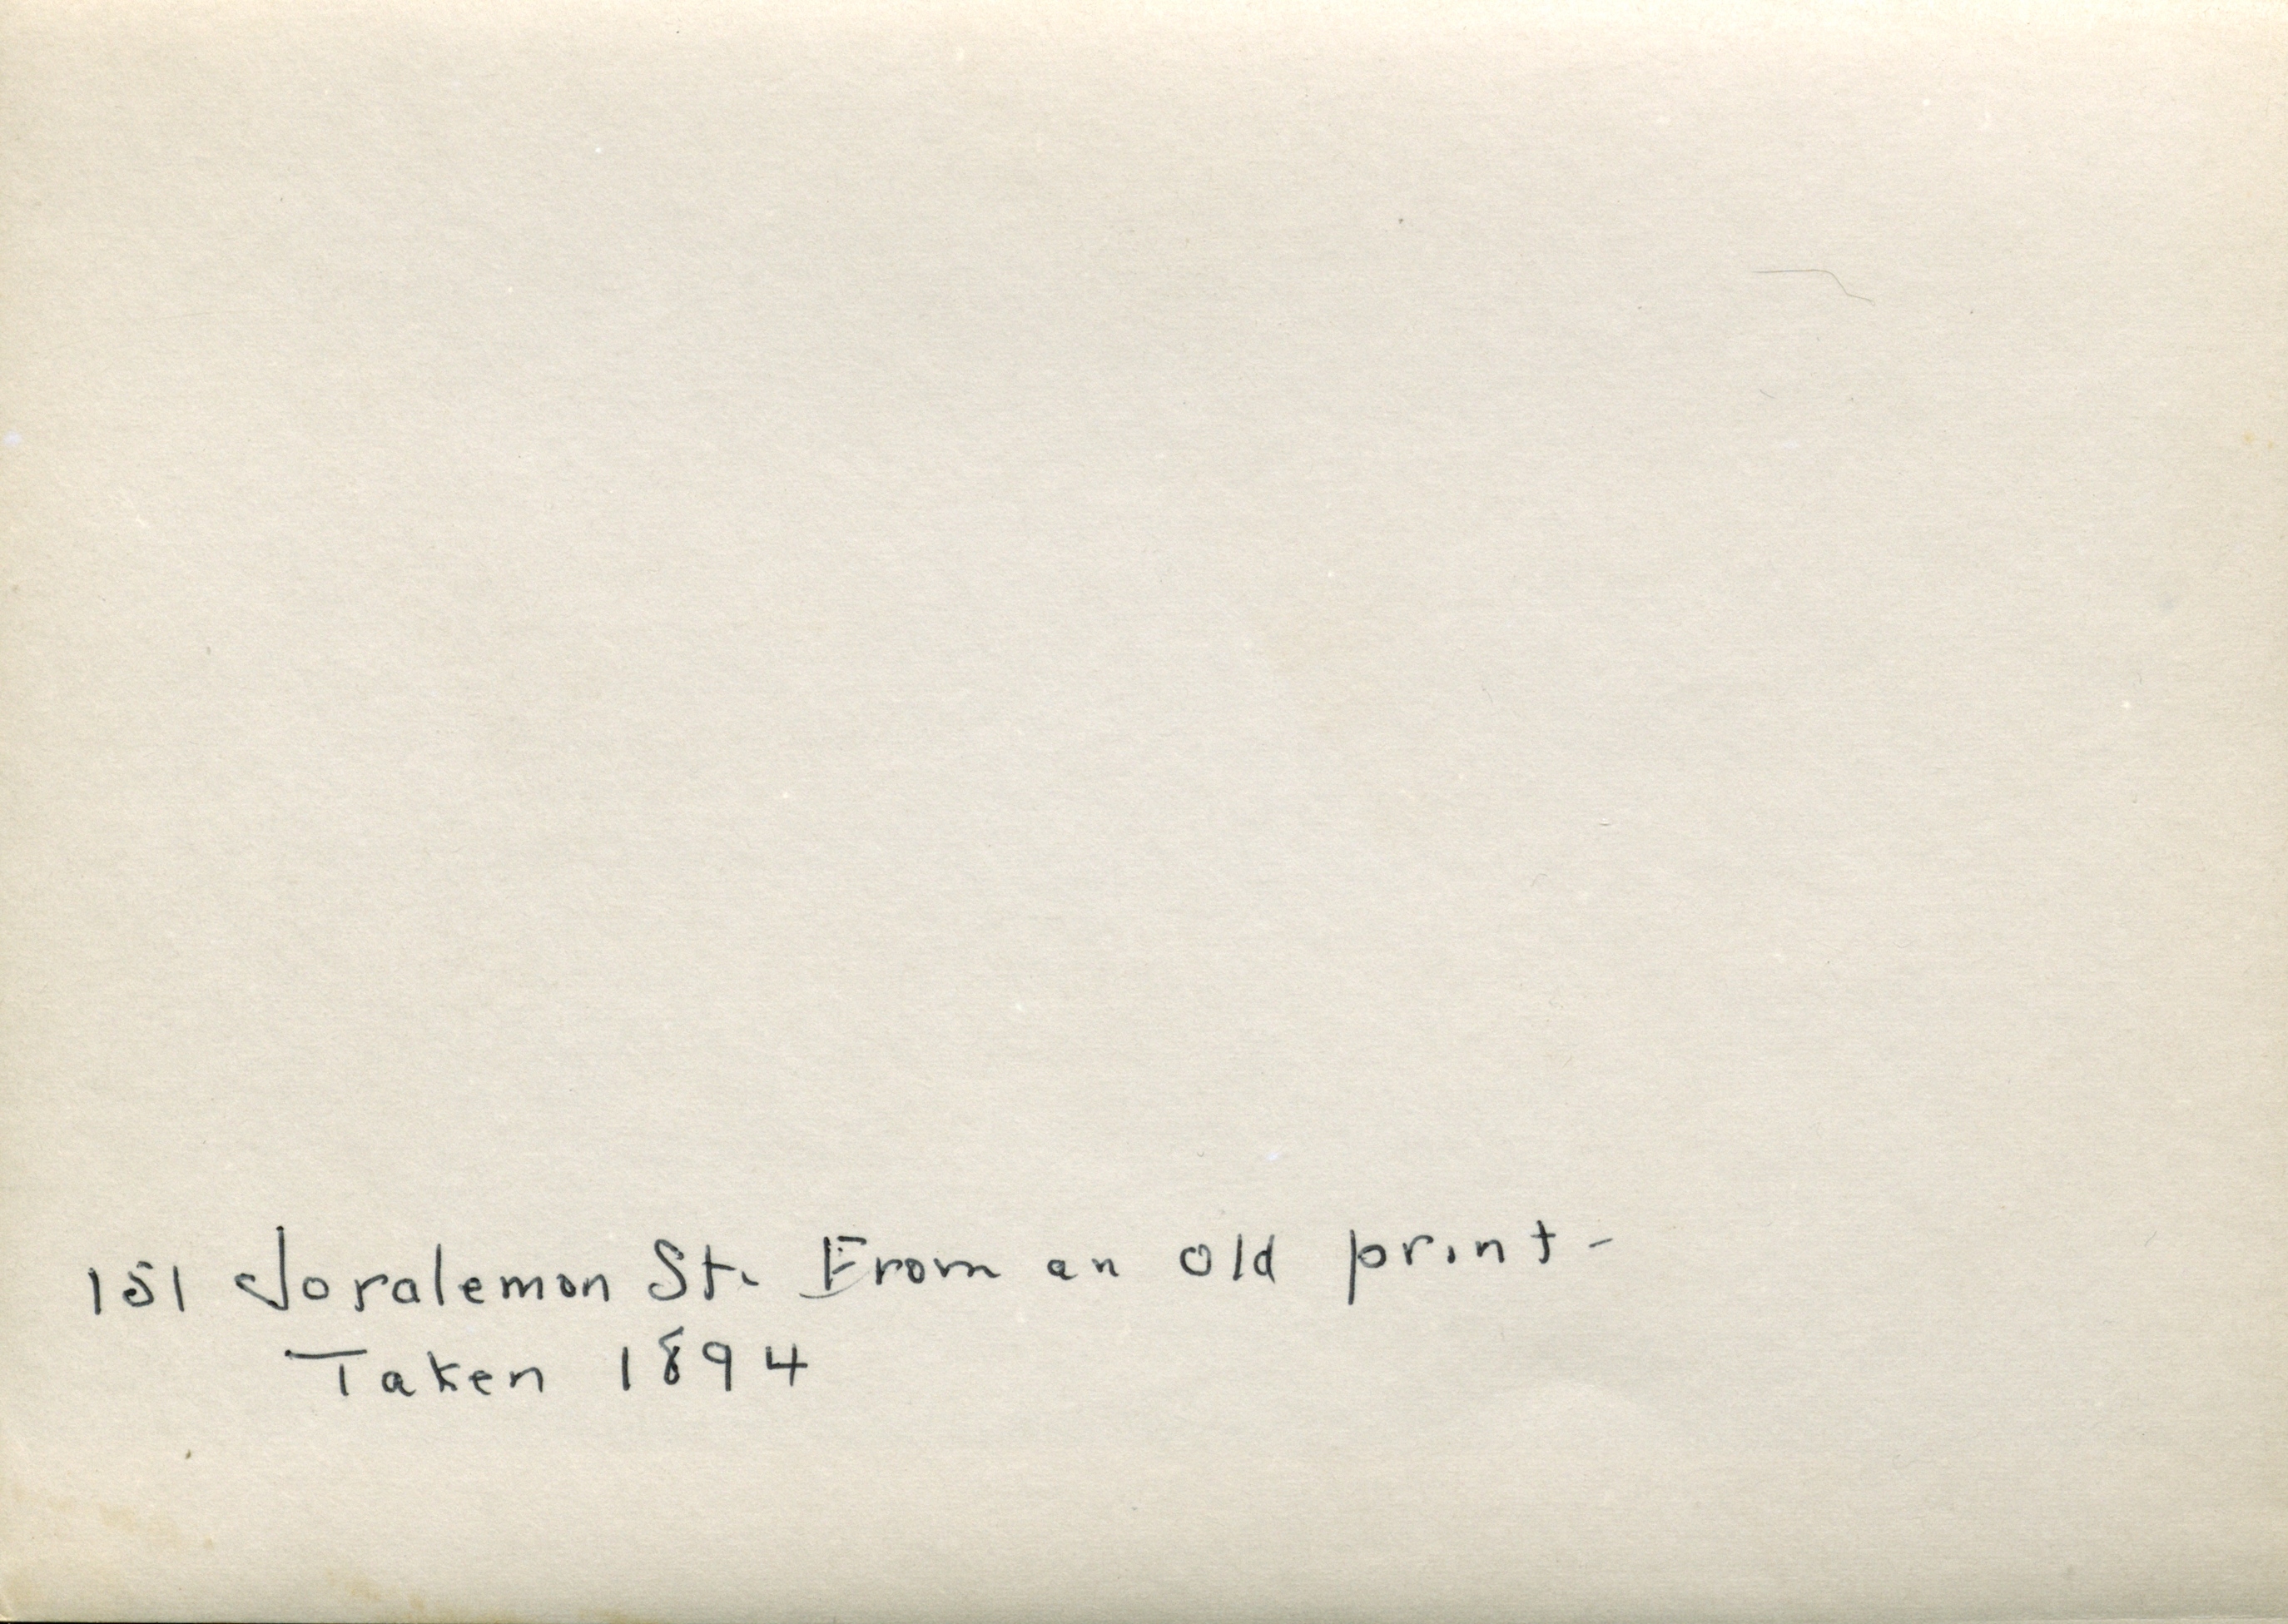 151 Joralemon St. From an old print -
Taken 1894